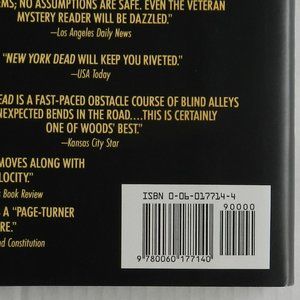 EMS; NO ASSUMPTIONS ARE SAFE. EVEN THE VETERAN
MYSTERY READER WILL BE DAZZLED."
—Los Angeles Daily News
"NEW YORK DEAD WILL KEEP YOU RIVETED."
—USA Today
EAD IS A FAST-PACED OBSTACLE COURSE OF BLIND ALLEYS
NEXPECTED BENDS IN THE ROAD....THIS IS CERTAINLY
ONE OF WOODS' BEST."
—Kansas City Star
MOVES ALONG WITH
LOCITY."
Book Review
S A "PAGE-TURNER
RE."
nd Constitution
ISBN 0-06-017714-4
90000
9 780060 177140